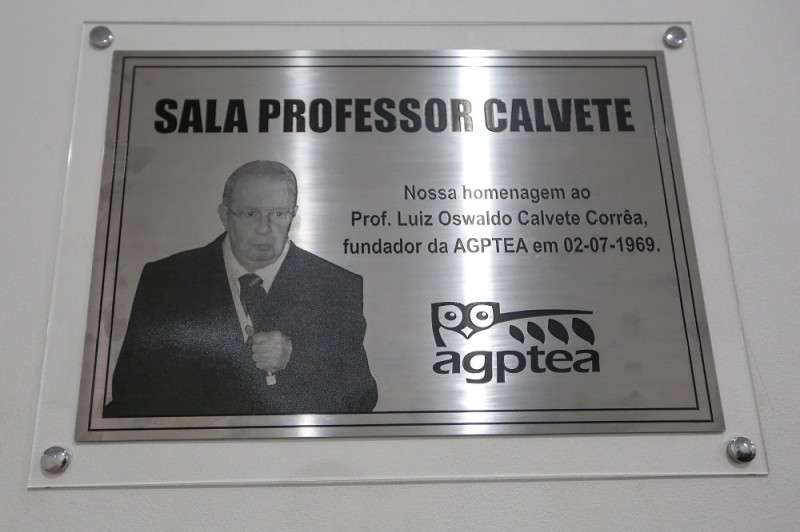 SALA PROFESSOR CALVETE
Nossa homenagem ao
Prof. Luiz Oswaldo Calvete Corrêa,
fundador da AGPTEA em 02-07-1969.
agptea